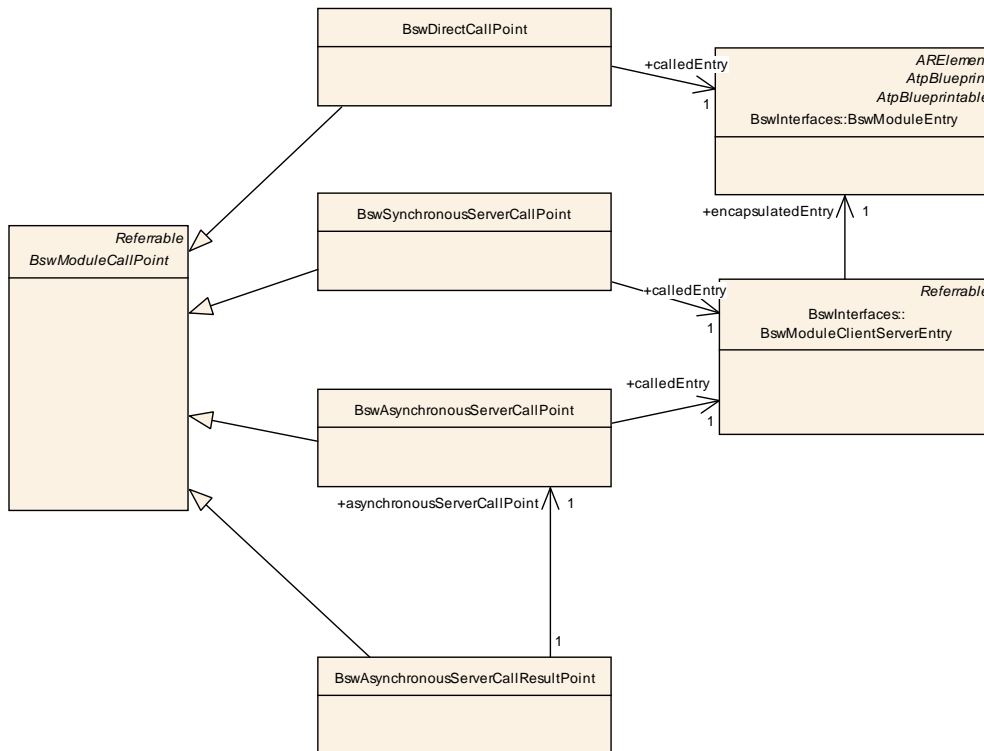 BswDirectCallPoint
+calledEntry
1
ARElemen
AtpBlueprin
AtpBlueprintable
BswInterfaces::BswModuleEntry
BswSynchronousServerCallPoint
+encapsulatedEntry
1
Referrable
BswModuleCallPoint
+calledEntry
1
Referrable
BswInterfaces::
BswModuleClientServerEntry
BswAsynchronousServerCallPoint
+calledEntry
1
+asynchronousServerCallPoint
1
1
BswAsynchronousServerCallResultPoint